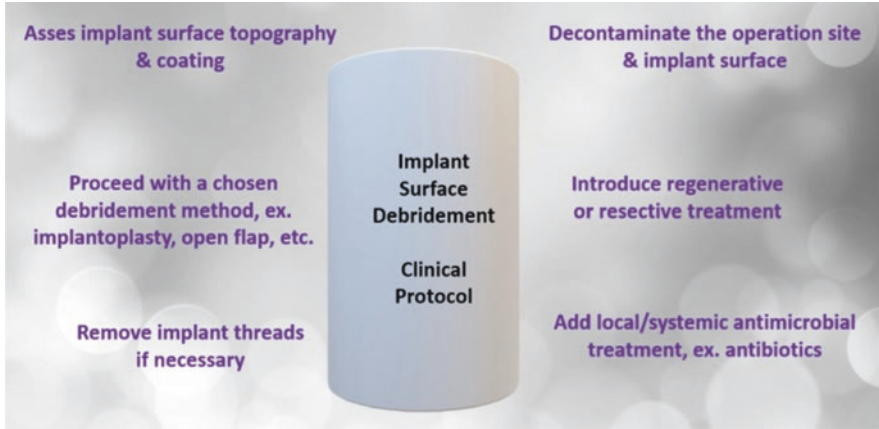 Asses implant surface topography
& coating
Proceed with a chosen
debridement method, ex.
implantoplasty, open flap, etc.
Remove implant threads
if necessary
Implant
Surface
Debridement
Clinical
Protocol
Decontaminate the operation site
& implant surface
Introduce regenerative
or resective treatment
Add local/systemic antimicrobial
treatment, ex. antibiotics